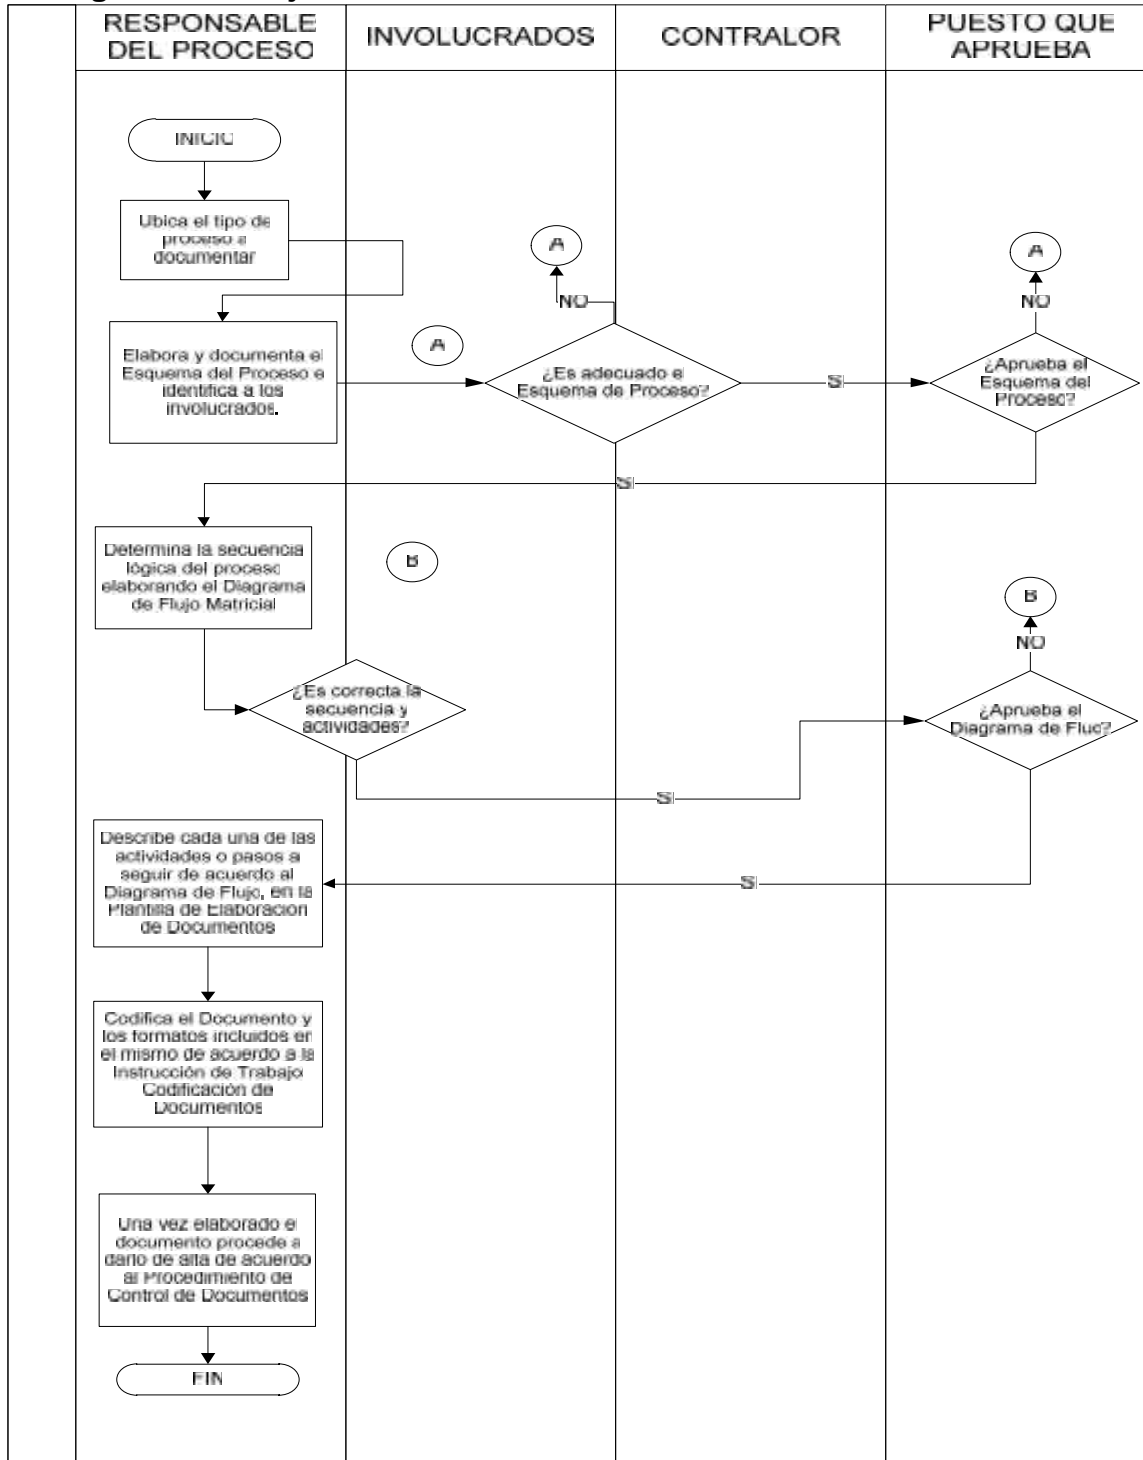 RESPONSABLE
DEL PROCESO
INVOLUCRADOS
CONTRALOR
PUESTO QUE
APRUEBA
INICIO
Ubica el tipo de
proceso a
documentar
A
A
NO
NO
A
Elabora y documenta el
Esquema del Proceso e
identifica a los
involucrados.
¿Es adecuado el
Esquema de Proceso?
SI
¿Aprueba el
Esquema del
Proceso?
SI
Determina la secuencia
lógica del proceso
elaborando el Diagrama
de Flujo Matricial
B
B
NO
¿Es correcta la
secuencia y
actividades?
¿Aprueba el
Diagrama de Fluo?
SI
Describe cada una de las
actividades o pasos a
seguir de acuerdo al
Diagrama de Flujo, en la
Plantilla de Elaboración
de Documentos
SI
Codifica el Documento y
los formatos incluidos en
el mismo de acuerdo a la
Instrucción de Trabajo
Codificación de
Documentos
Una vez elaborado el
documento procede a
darlo de alta de acuerdo
al Procedimiento de
Control de Documentos
FIN